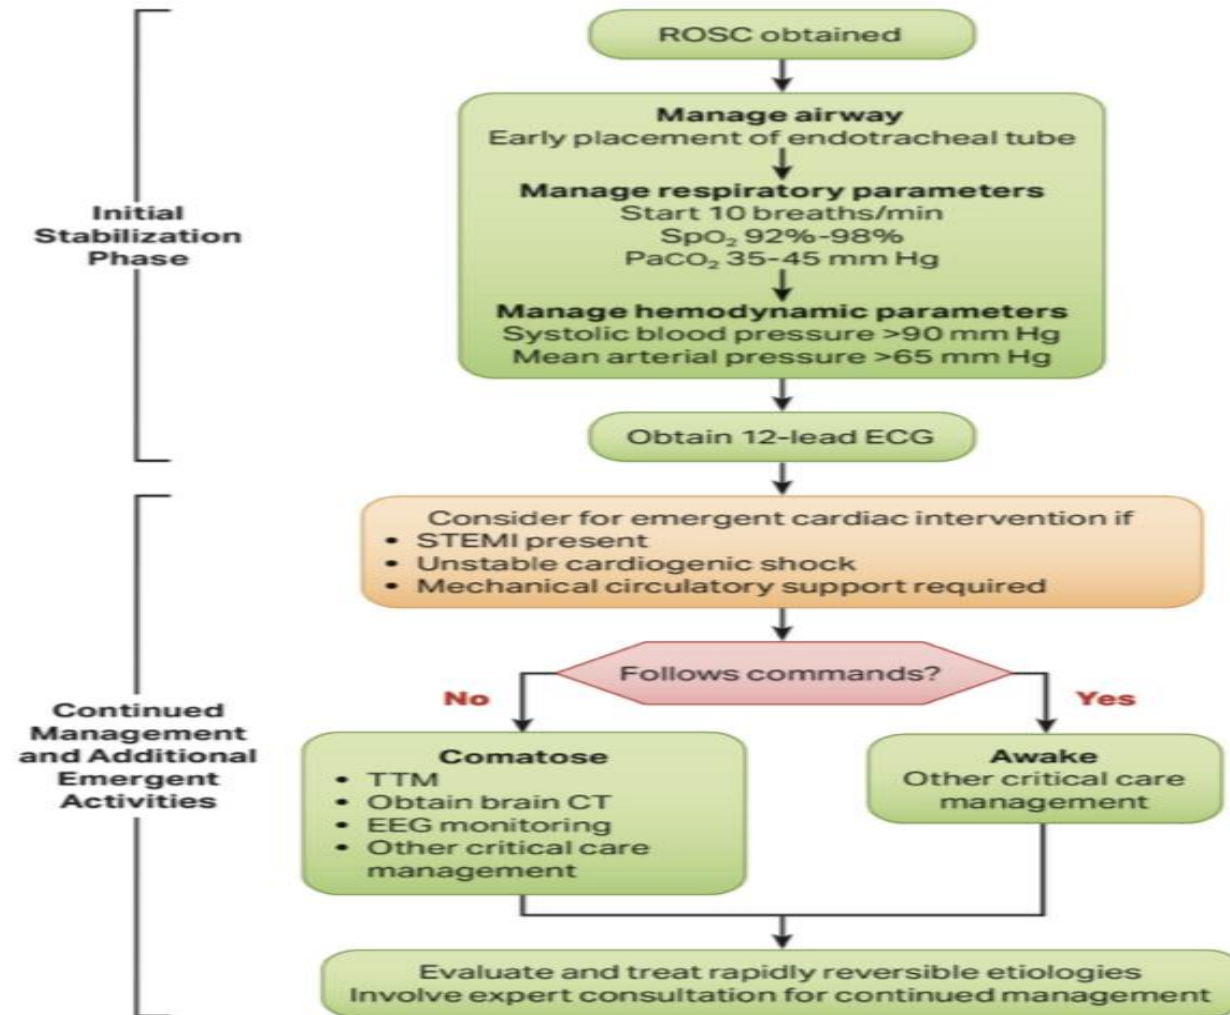 ROSC obtained
Manage airway
Early placement of endotracheal tube
Manage respiratory parameters
Start 10 breaths/min
SpO₂ 92%-98%
PaCO₂ 35-45 mm Hg
Manage hemodynamic parameters
Systolic blood pressure >90 mm Hg
Mean arterial pressure >65 mm Hg
Initial
Stabilization
Phase
Obtain 12-lead ECG
Consider for emergent cardiac intervention if
• STEMI present
• Unstable cardiogenic shock
• Mechanical circulatory support required
Follows commands?
No
Yes
Continued
Management
and Additional
Emergent
Activities
Comatose
• TTM
• Obtain brain CT
• EEG monitoring
• Other critical care
management
Awake
Other critical care
management
Evaluate and treat rapidly reversible etiologies
Involve expert consultation for continued management